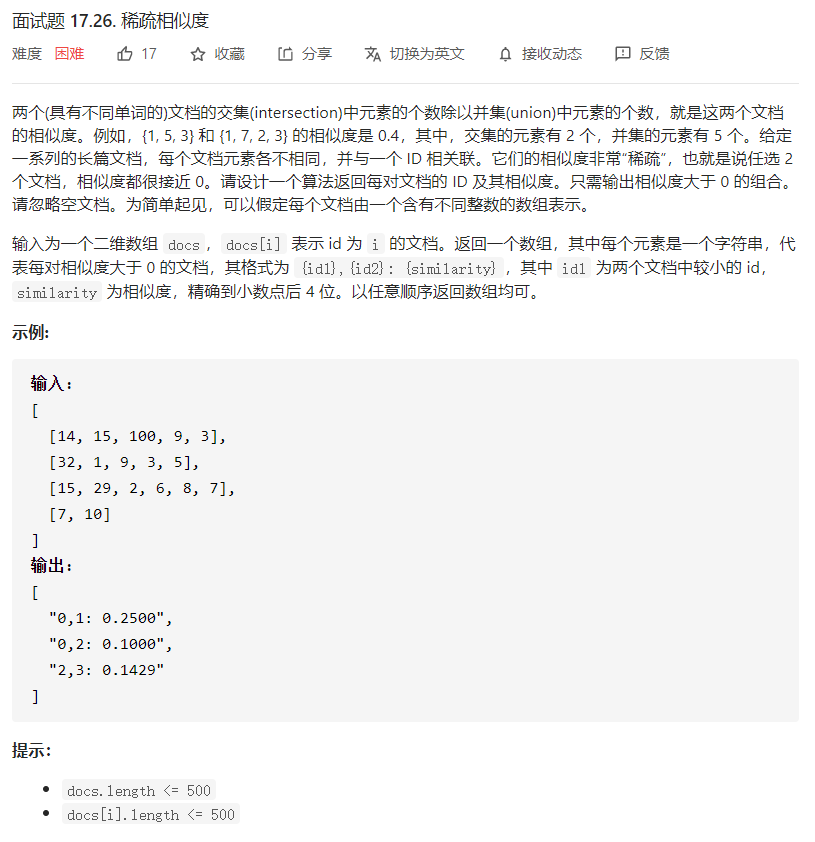 面试题 17.26. 稀疏相似度
难度 困难 17 收藏 分享 切换为英文 接收动态 反馈
两个(具有不同单词的)文档的交集(intersection)中元素的个数除以并集(union)中元素的个数，就是这两个文档
的相似度。例如，{1, 5, 3} 和 {1, 7, 2, 3} 的相似度是 0.4，其中，交集的元素有 2 个，并集的元素有 5 个。给定
一系列的长篇文档，每个文档元素各不相同，并与一个 ID 相关联。它们的相似度非常“稀疏”，也就是说任选 2
个文档，相似度都很接近 0。请设计一个算法返回每对文档的 ID 及其相似度。只需输出相似度大于 0 的组合。
请忽略空文档。为简单起见，可以假定每个文档由一个含有不同整数的数组表示。
输入为一个二维数组 docs，docs[i] 表示 id 为 i 的文档。返回一个数组，其中每个元素是一个字符串，代
表每对相似度大于 0 的文档，其格式为 {id1},{id2}: {similarity}，其中 id1 为两个文档中较小的 id，
similarity 为相似度，精确到小数点后 4 位。以任意顺序返回数组均可。
示例:
输入：
[
[14, 15, 100, 9, 3],
[32, 1, 9, 3, 5],
[15, 29, 2, 6, 8, 7],
[7, 10]
]
输出：
[
"0,1: 0.2500",
"0,2: 0.1000",
"2,3: 0.1429"
]
提示：
docs.length <= 500
docs[i].length <= 500